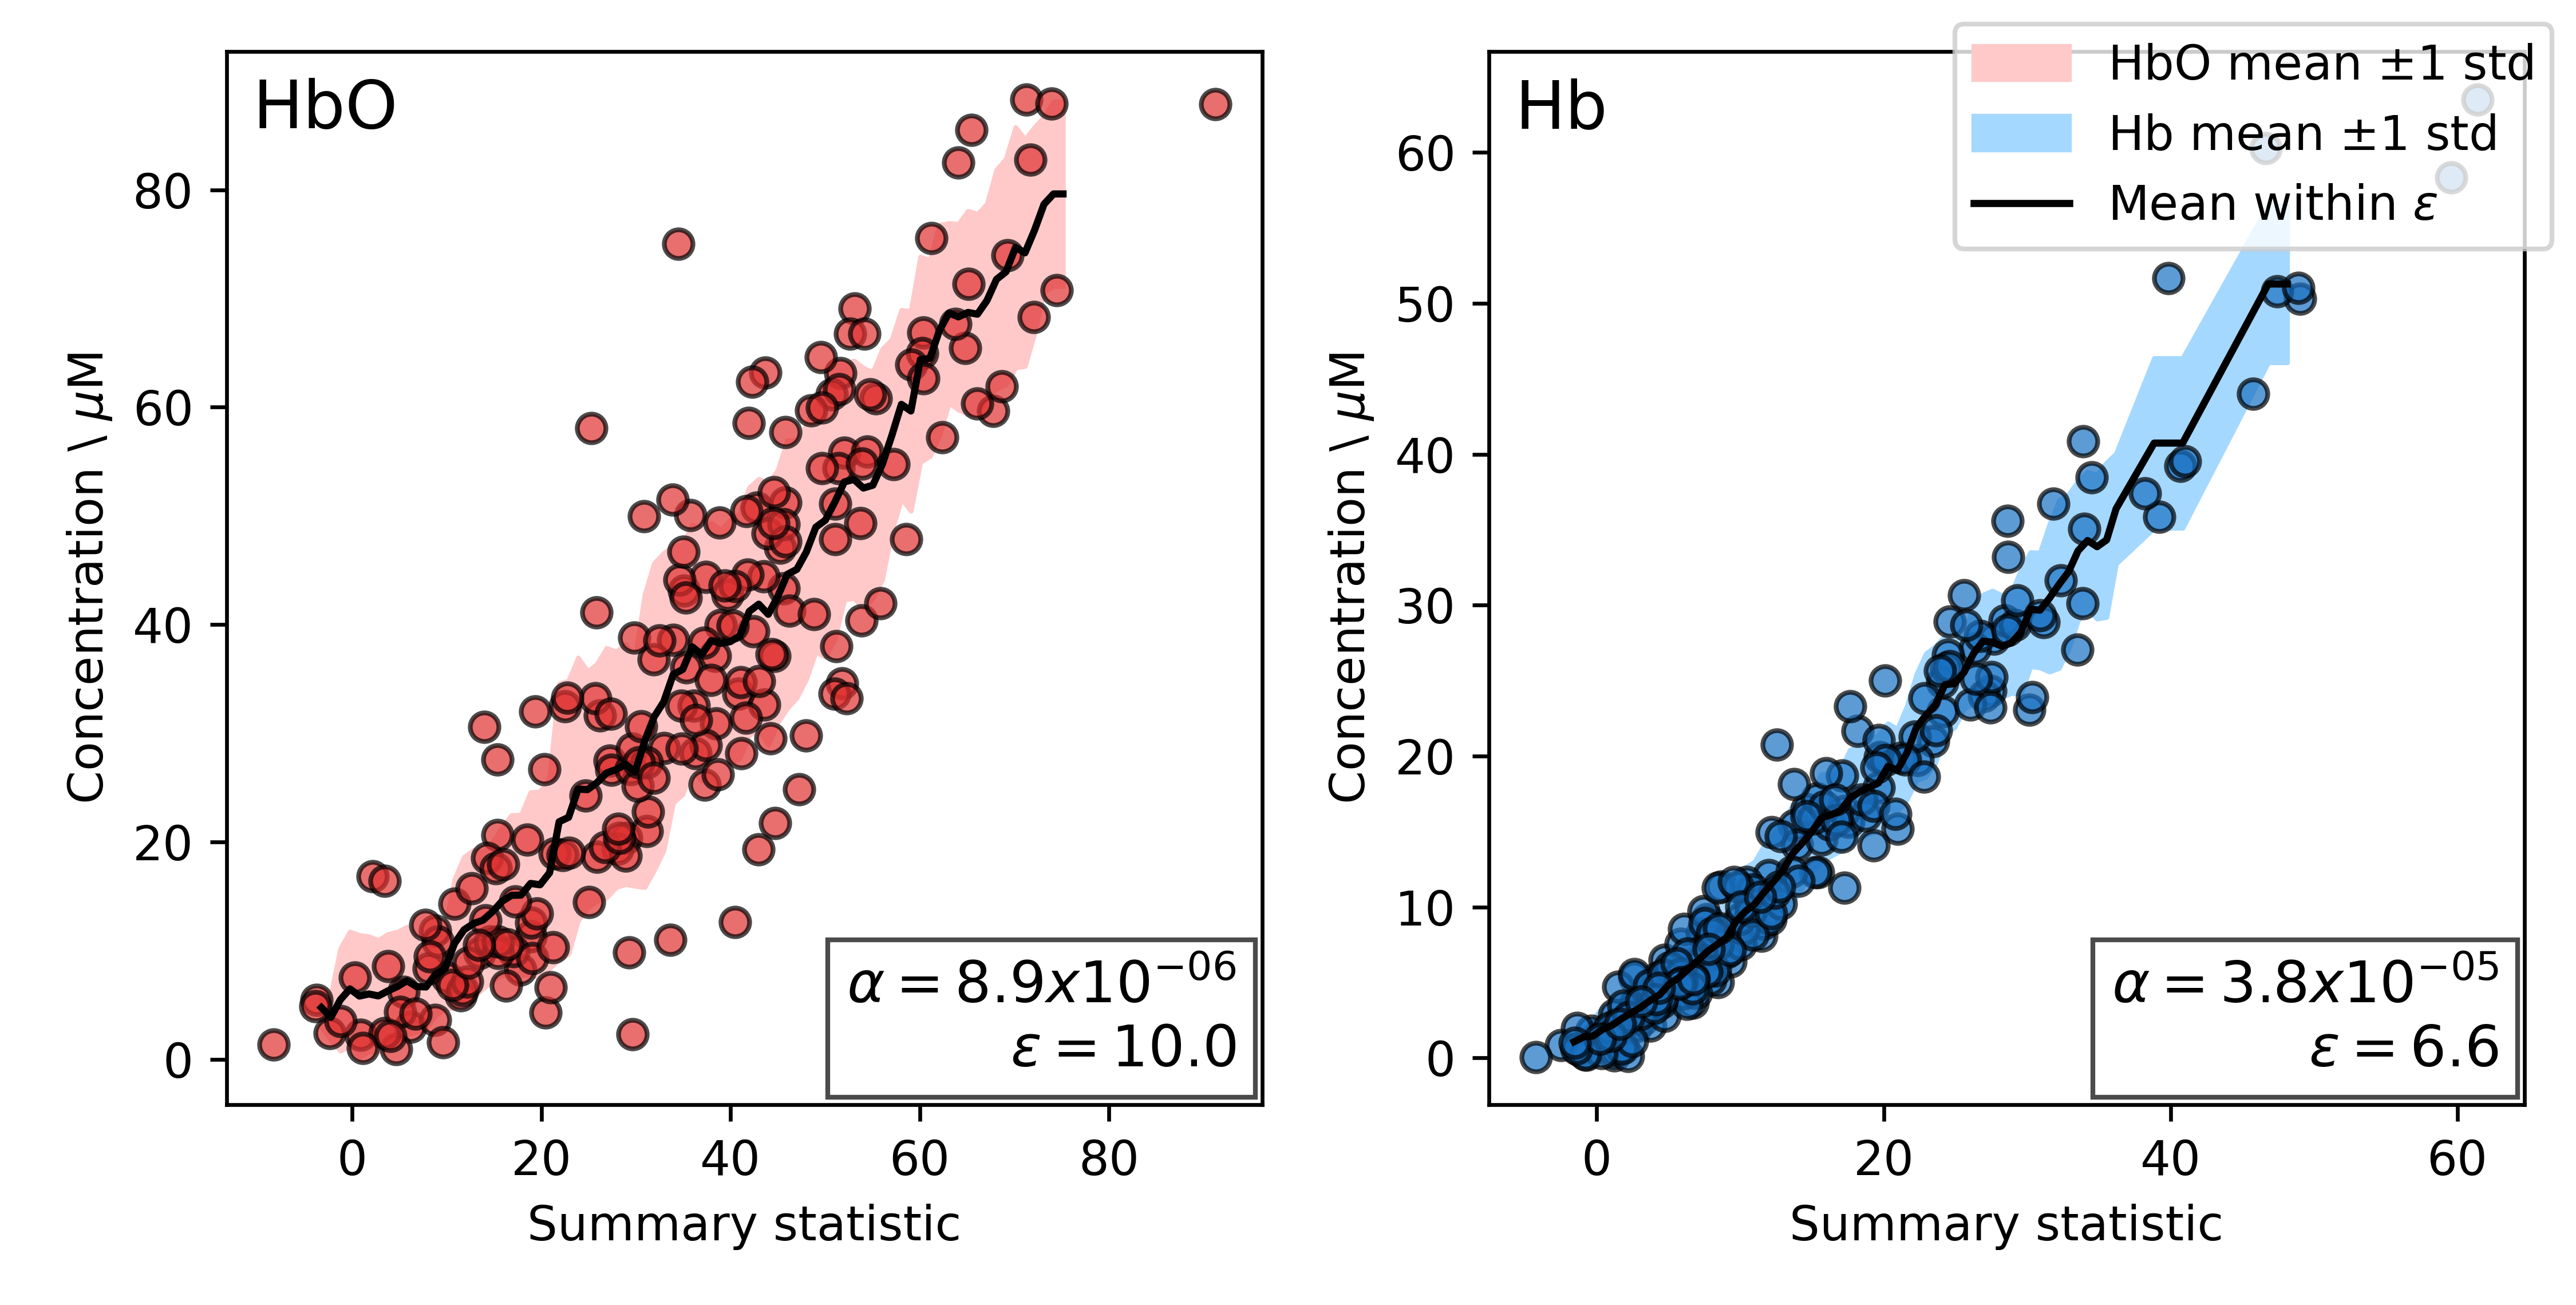 HbO
80
60
40
20
0
Concentration \ μM
0 20 40 60 80
Summary statistic
α = 8.9x10⁻⁰⁶
ε = 10.0
Hb
60
50
40
30
20
10
0
Concentration \ μM
0 20 40 60
Summary statistic
HbO mean ±1 std
Hb mean ±1 std
Mean within ε
α = 3.8x10⁻⁰⁵
ε = 6.6